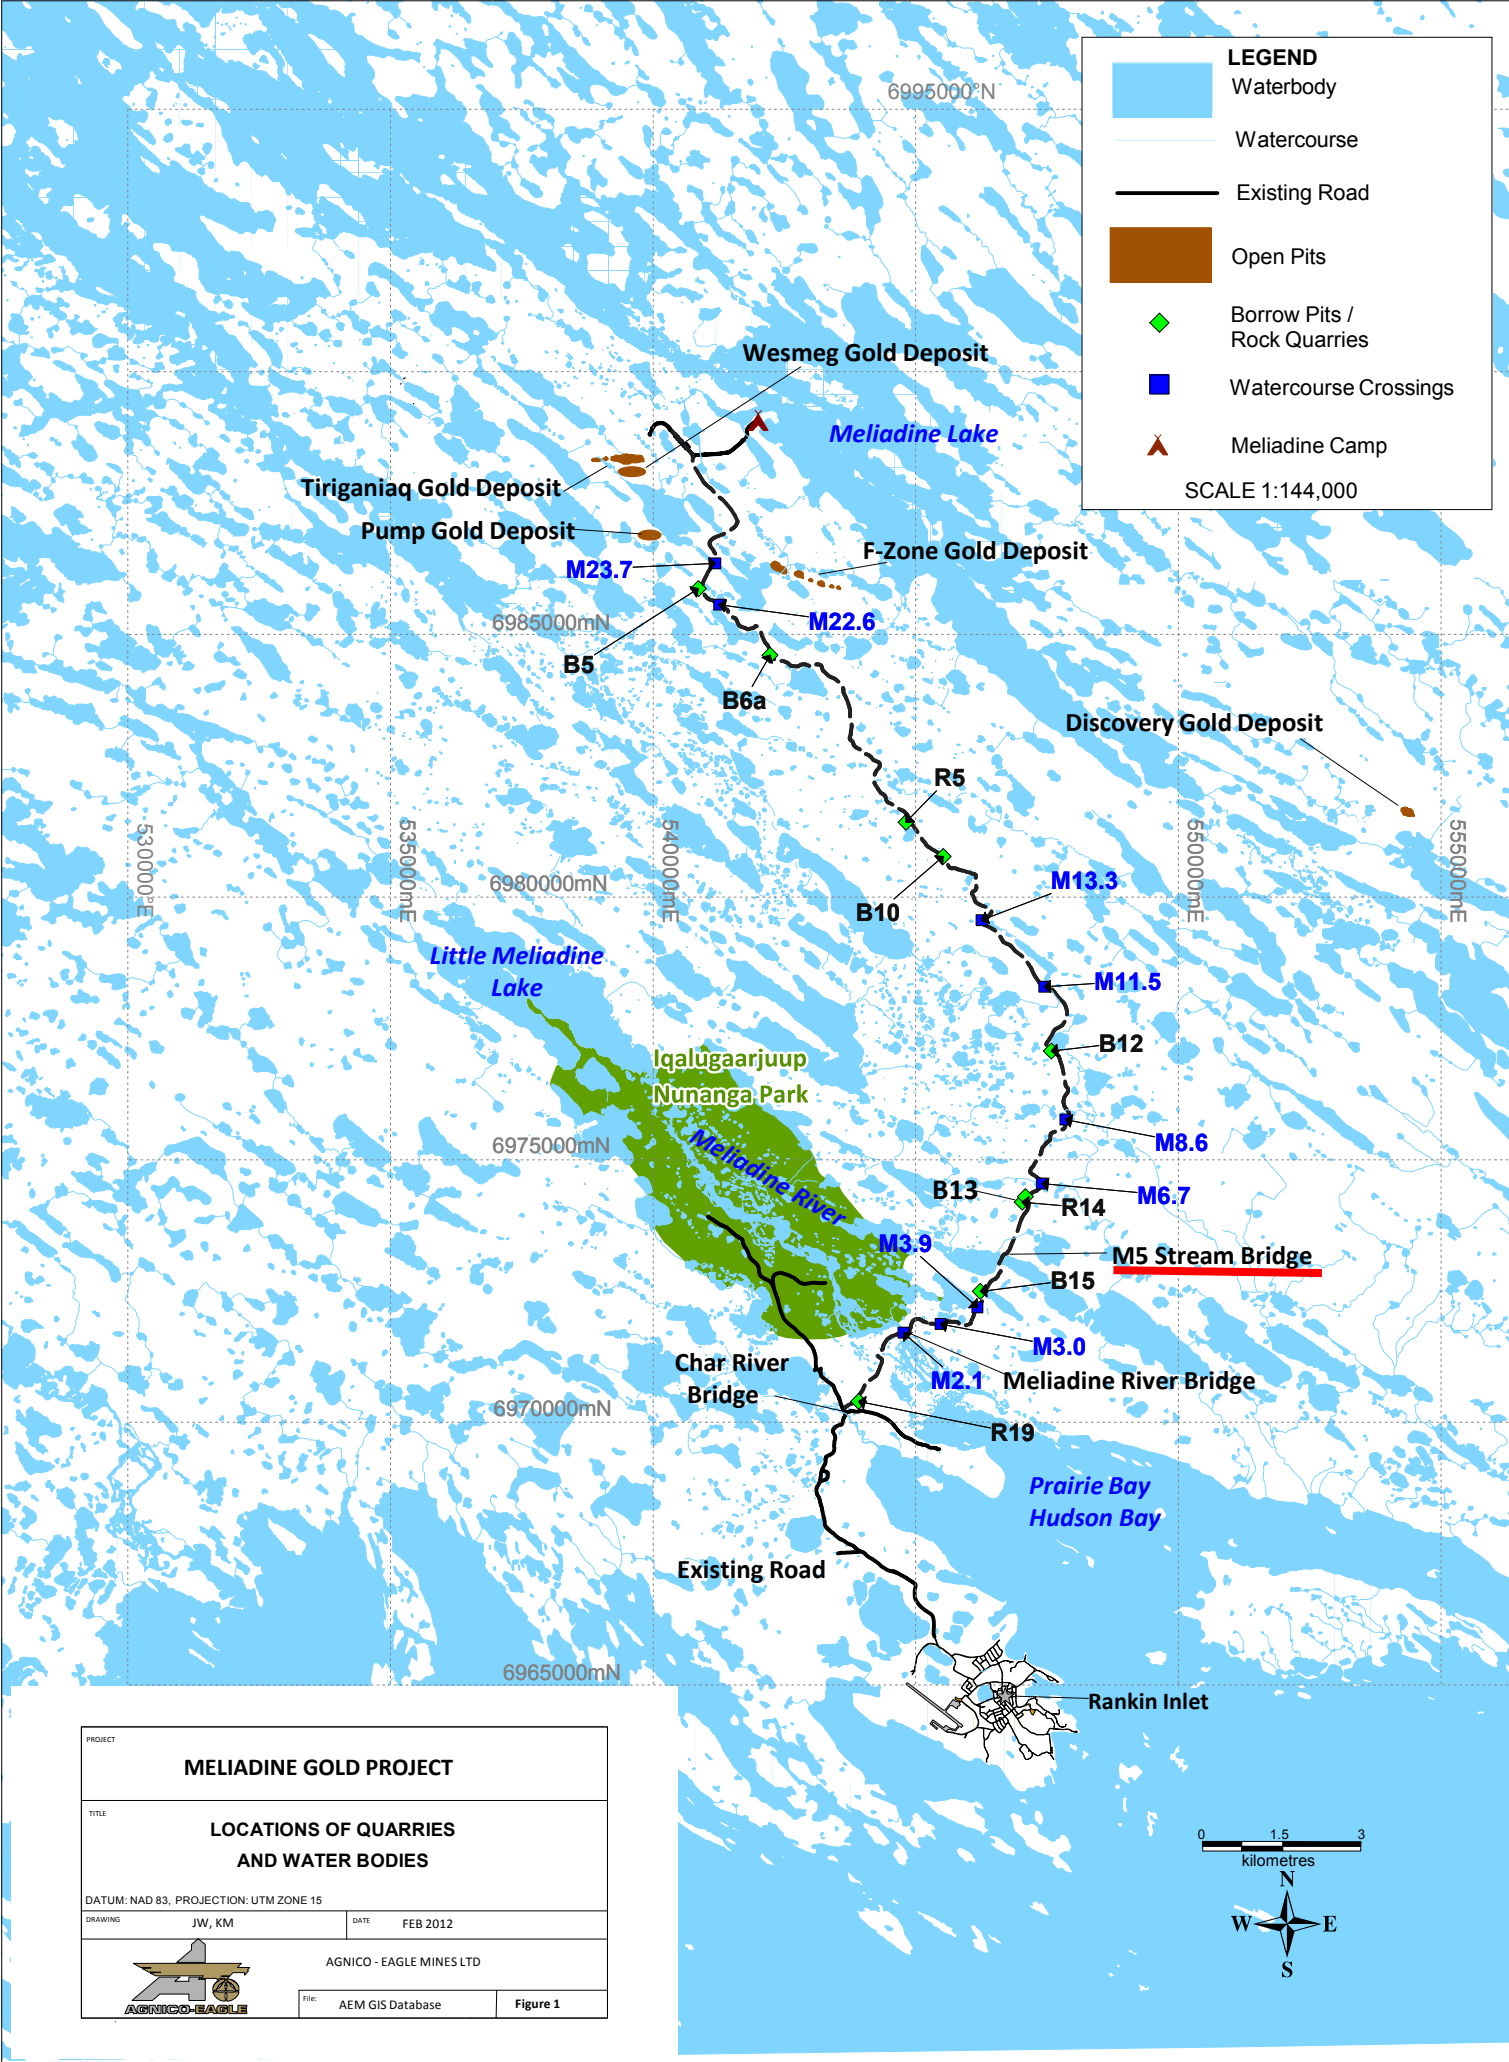 6995000°N
LEGEND
Waterbody
Watercourse
Existing Road
Open Pits
Borrow Pits /
Rock Quarries
Watercourse Crossings
Meliadine Camp
SCALE 1:144,000
Wesmeg Gold Deposit
Meliadine Lake
Tiriganiaq Gold Deposit
Pump Gold Deposit
F-Zone Gold Deposit
M23.7
M22.6
6985000mN
B5
B6a
Discovery Gold Deposit
R5
530000°E
535000mE
540000mE
550000mE
555000mE
6980000mN
M13.3
B10
Little Meliadine
Lake
M11.5
B12
Iqalugaarjuup
Nunanga Park
M8.6
6975000mN
Meliadine River
B13
M6.7
R14
M3.9
M5 Stream Bridge
B15
M3.0
Char River
Bridge
M2.1
Meliadine River Bridge
6970000mN
R19
Prairie Bay
Hudson Bay
Existing Road
6965000mN
Rankin Inlet
PROJECT
MELIADINE GOLD PROJECT
TITLE
LOCATIONS OF QUARRIES
AND WATER BODIES
DATUM: NAD 83, PROJECTION: UTM ZONE 15
DRAWING
JW, KM
DATE
FEB 2012
AGNICO - EAGLE MINES LTD
AGNICO-EAGLE
File:
AEM GIS Database
Figure 1
0 1.5 3
kilometres
N
W E
S